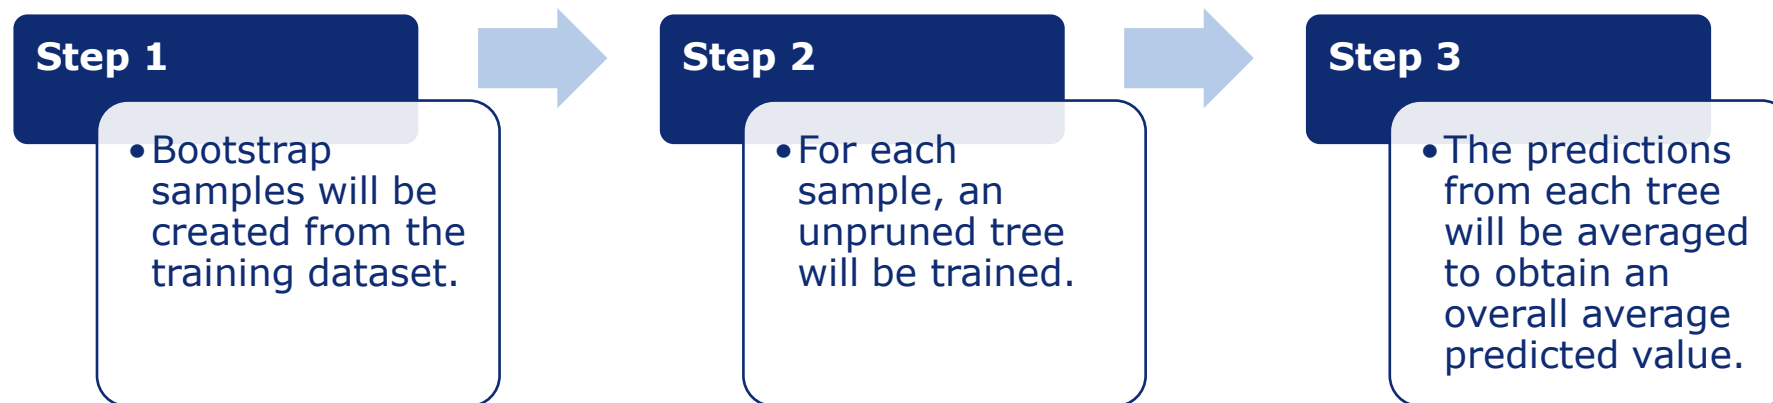 Step 1
•Bootstrap
samples will be
created from the
training dataset.
Step 2
•For each
sample, an
unpruned tree
will be trained.
Step 3
•The predictions
from each tree
will be averaged
to obtain an
overall average
predicted value.